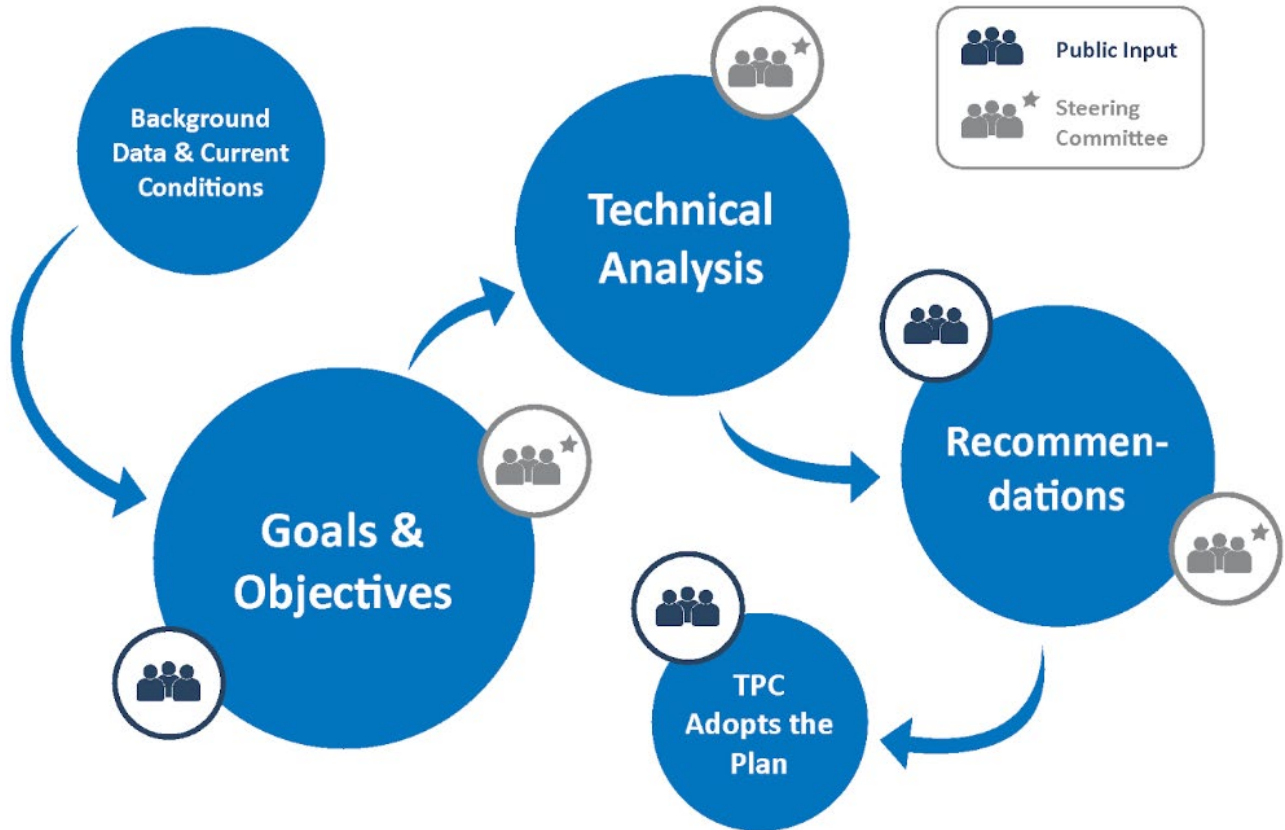 Background
Data & Current
Conditions
Technical
Analysis
Public Input
Steering
Committee
Goals &
Objectives
Recommen-
dations
TPC
Adopts the
Plan